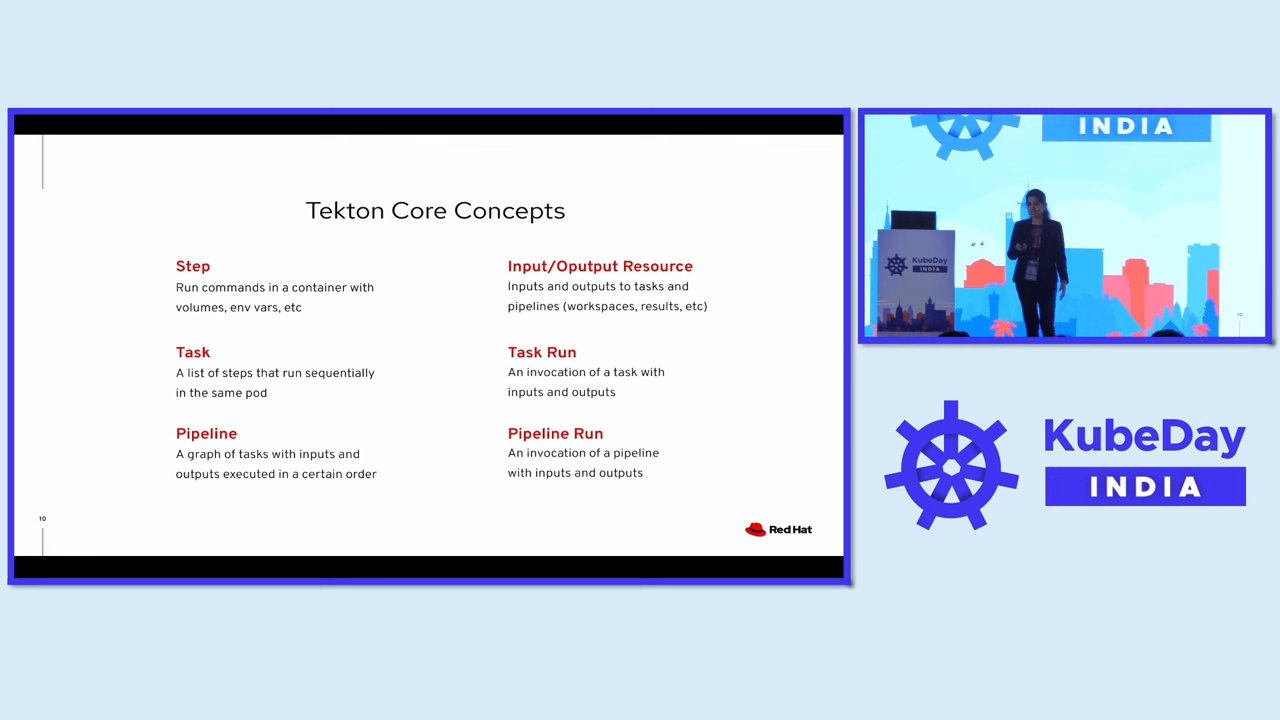 Tekton Core Concepts
Step
Run commands in a container with
volumes, env vars, etc
Task
A list of steps that run sequentially
in the same pod
Pipeline
A graph of tasks with inputs and
outputs executed in a certain order
Input/Oputput Resource
Inputs and outputs to tasks and
pipelines (workspaces, results, etc)
Task Run
An invocation of a task with
inputs and outputs
Pipeline Run
An invocation of a pipeline
with inputs and outputs
10
Red Hat
INDIA
KubeDay
INDIA
KubeDay
INDIA